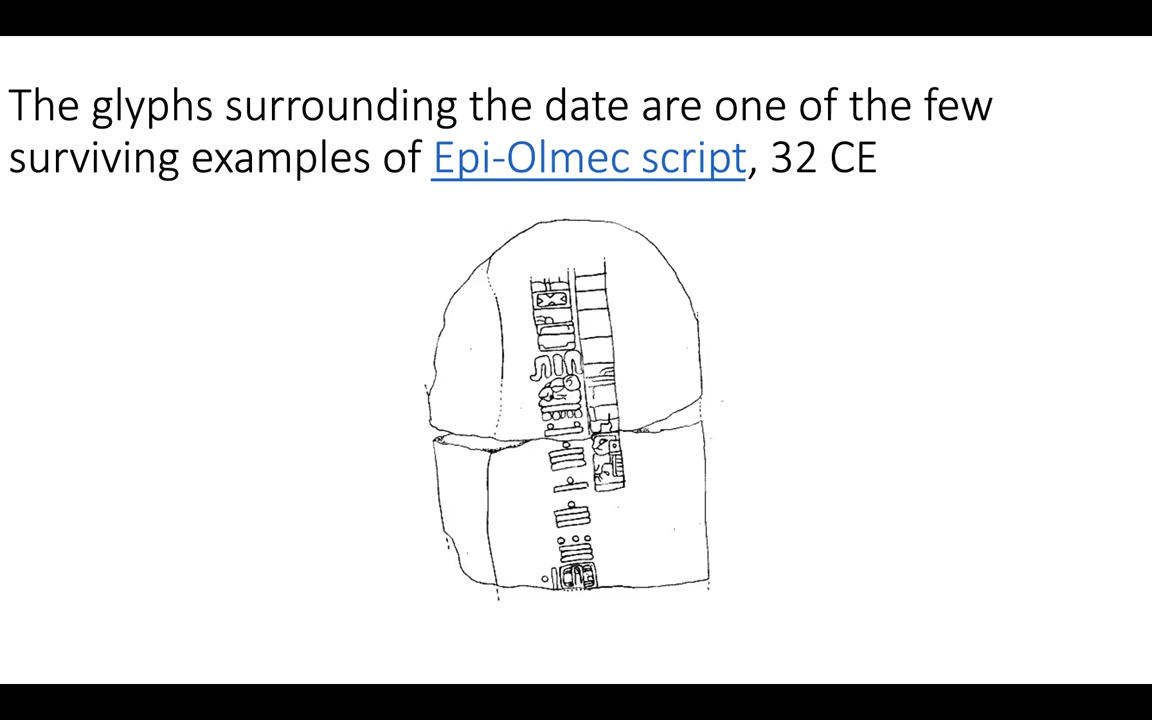 The glyphs surrounding the date are one of the few
surviving examples of Epi-Olmec script, 32 CE